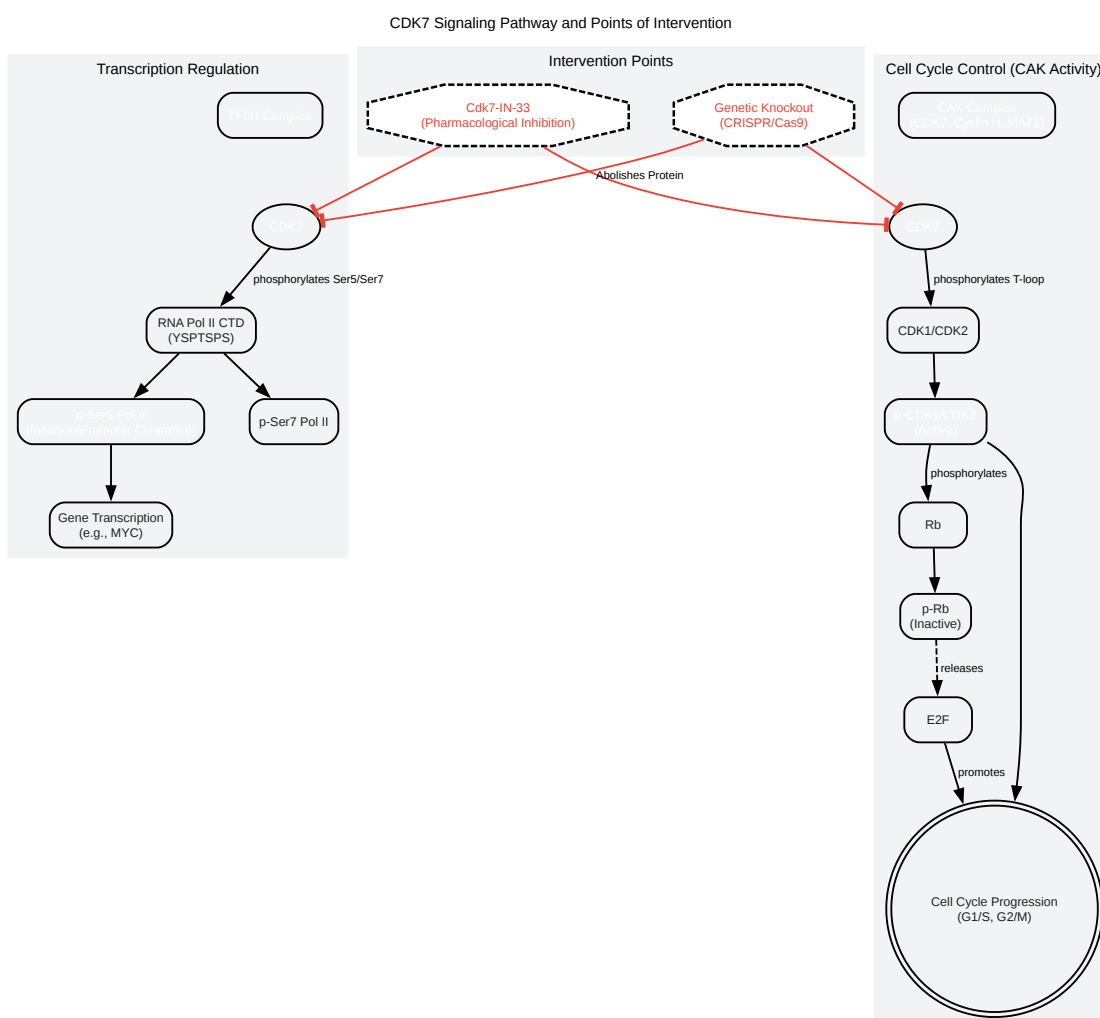 CDK7 Signaling Pathway and Points of Intervention
Transcription Regulation
TFIIH Complex
CDK7
phosphorylates Ser5/Ser7
RNA Pol II CTD
(YSPTSPS)
p-Ser5 Pol II
(Initiation/Promoter Clearance)
p-Ser7 Pol II
Gene Transcription
(e.g., MYC)
Intervention Points
Cdk7-IN-33
(Pharmacological Inhibition)
Genetic Knockout
(CRISPR/Cas9)
Abolishes Protein
Cell Cycle Control (CAK Activity)
CAK Complex
(CDK7, Cyclin H, MAT1)
CDK7
phosphorylates T-loop
CDK1/CDK2
p-CDK1/CDK2
(Active)
phosphorylates
Rb
p-Rb
(Inactive)
releases
E2F
promotes
Cell Cycle Progression
(G1/S, G2/M)